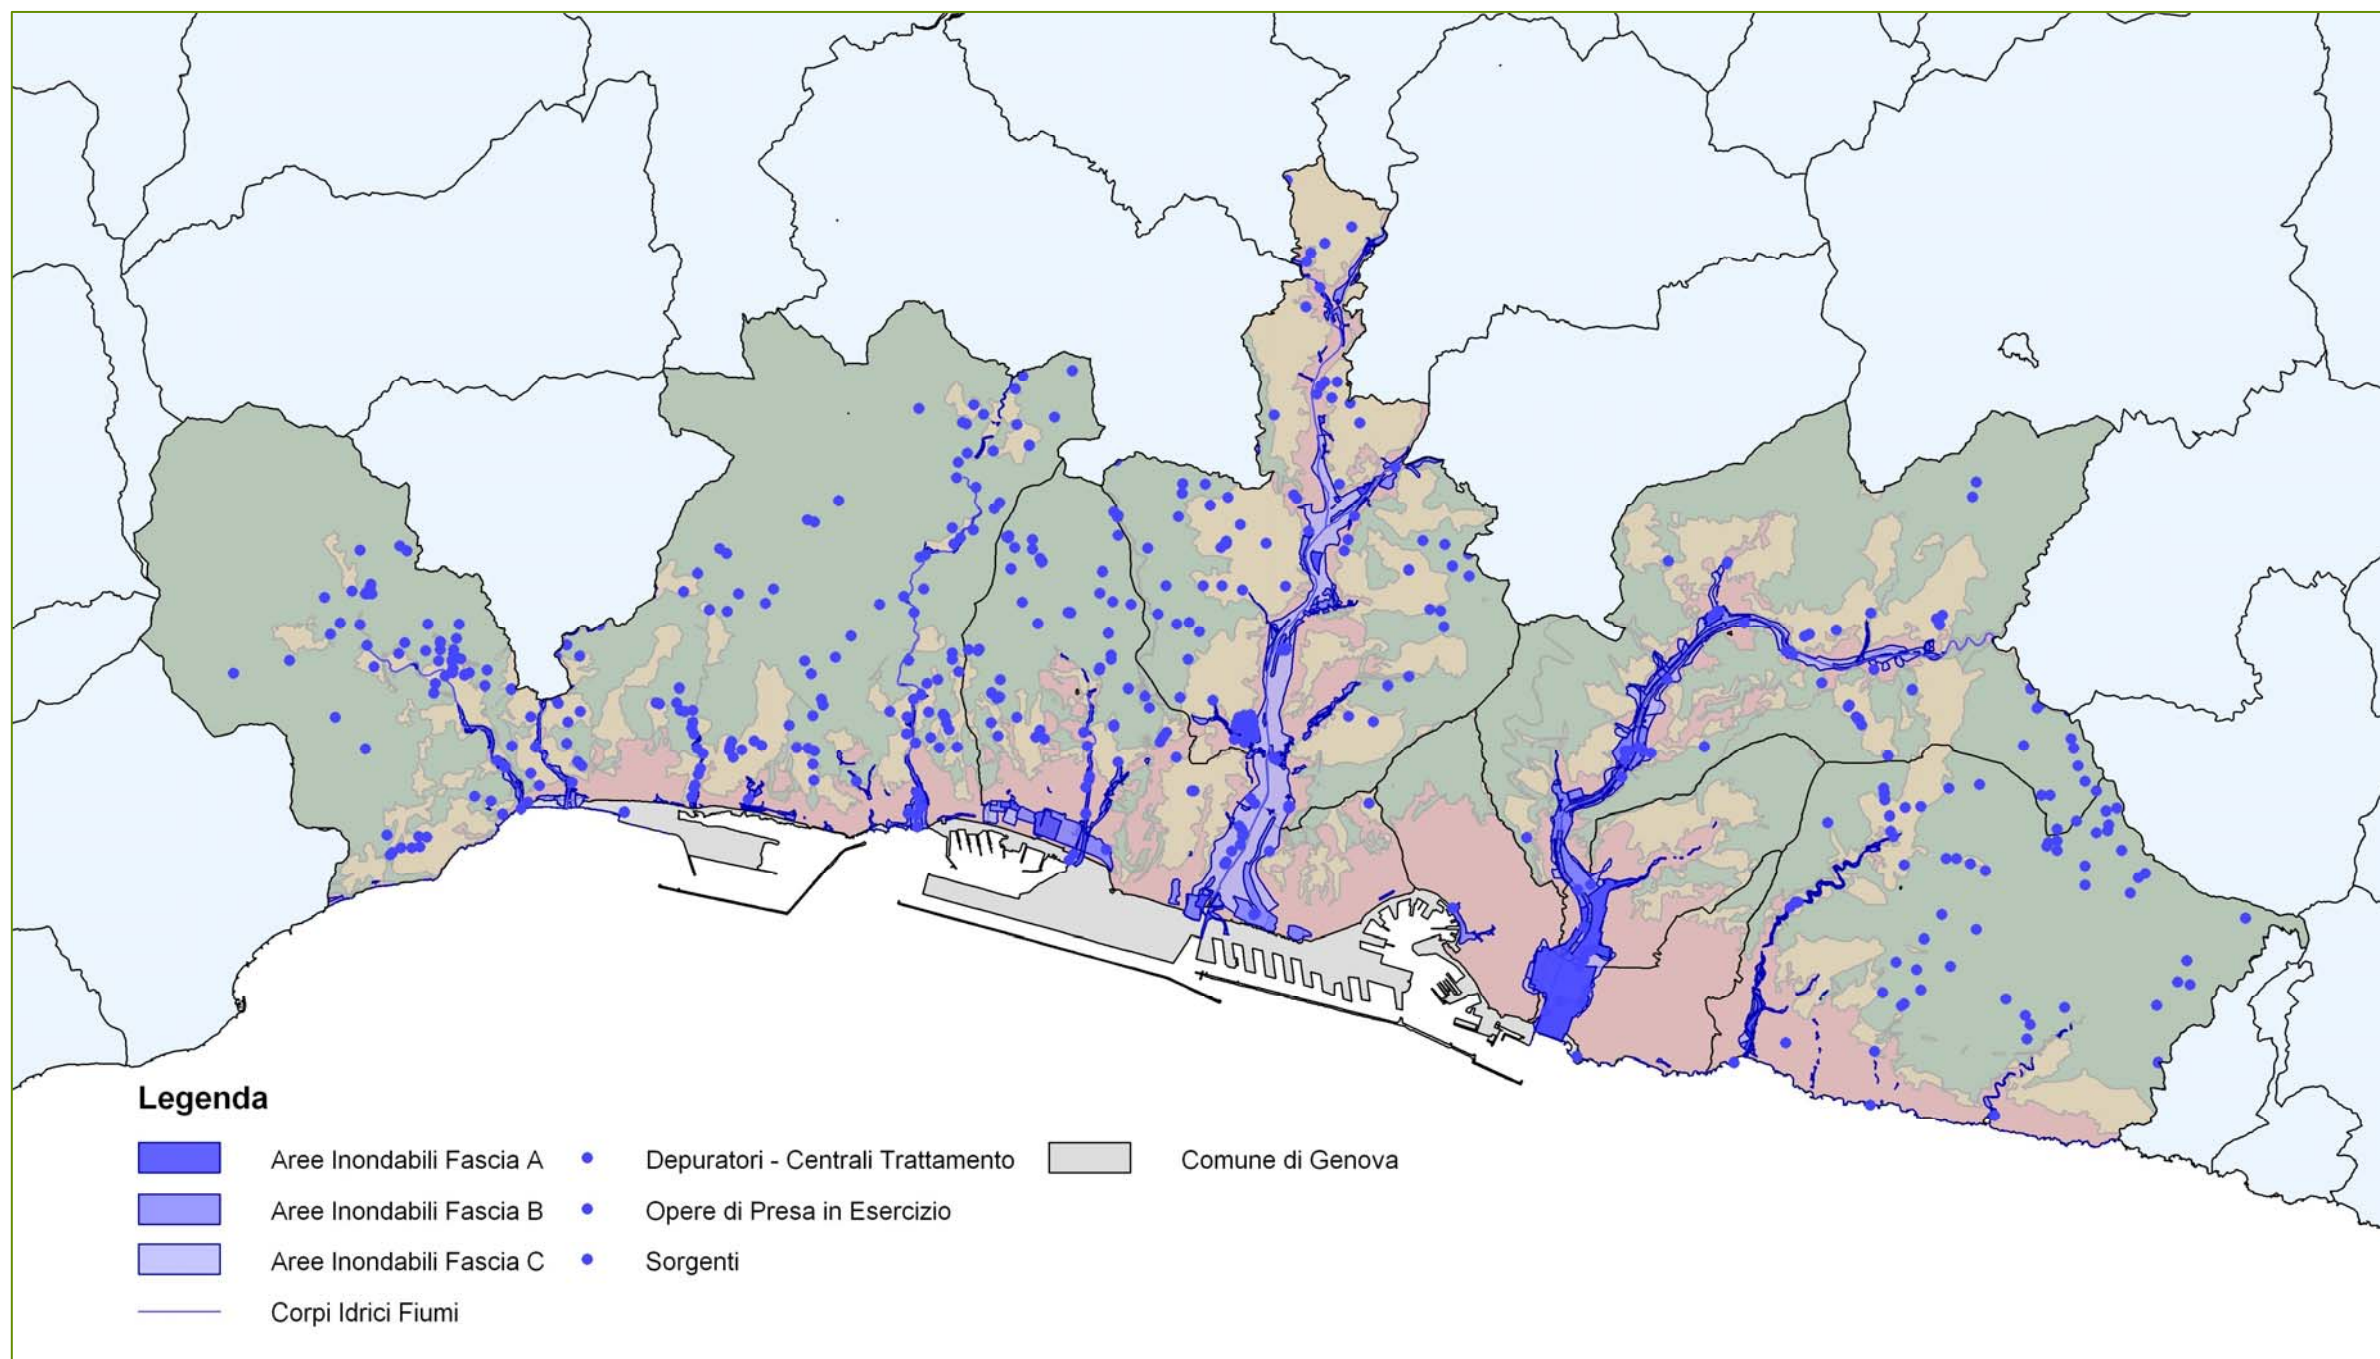 Legenda
Aree Inondabili Fascia A
Depuratori - Centrali Trattamento
Comune di Genova
Aree Inondabili Fascia B
Opere di Presa in Esercizio
Aree Inondabili Fascia C
Sorgenti
Corpi Idrici Fiumi